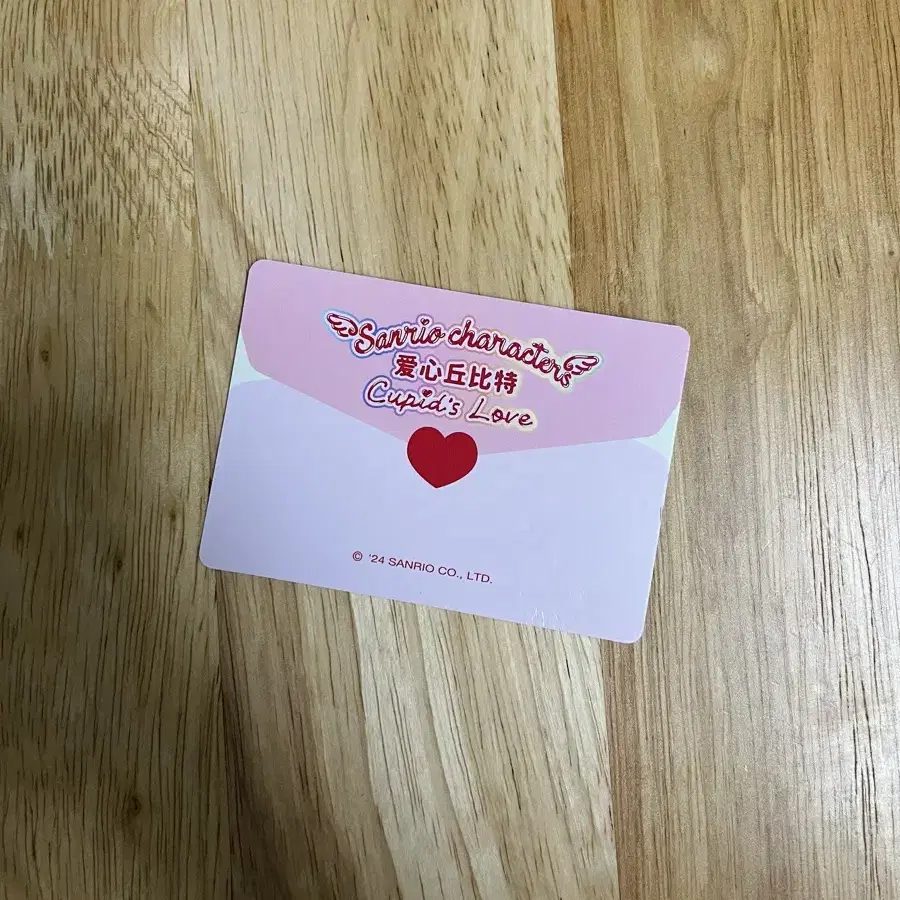 Sanrio characters
爱心丘比特
Cupid's Love
© '24 SANRIO CO., LTD.